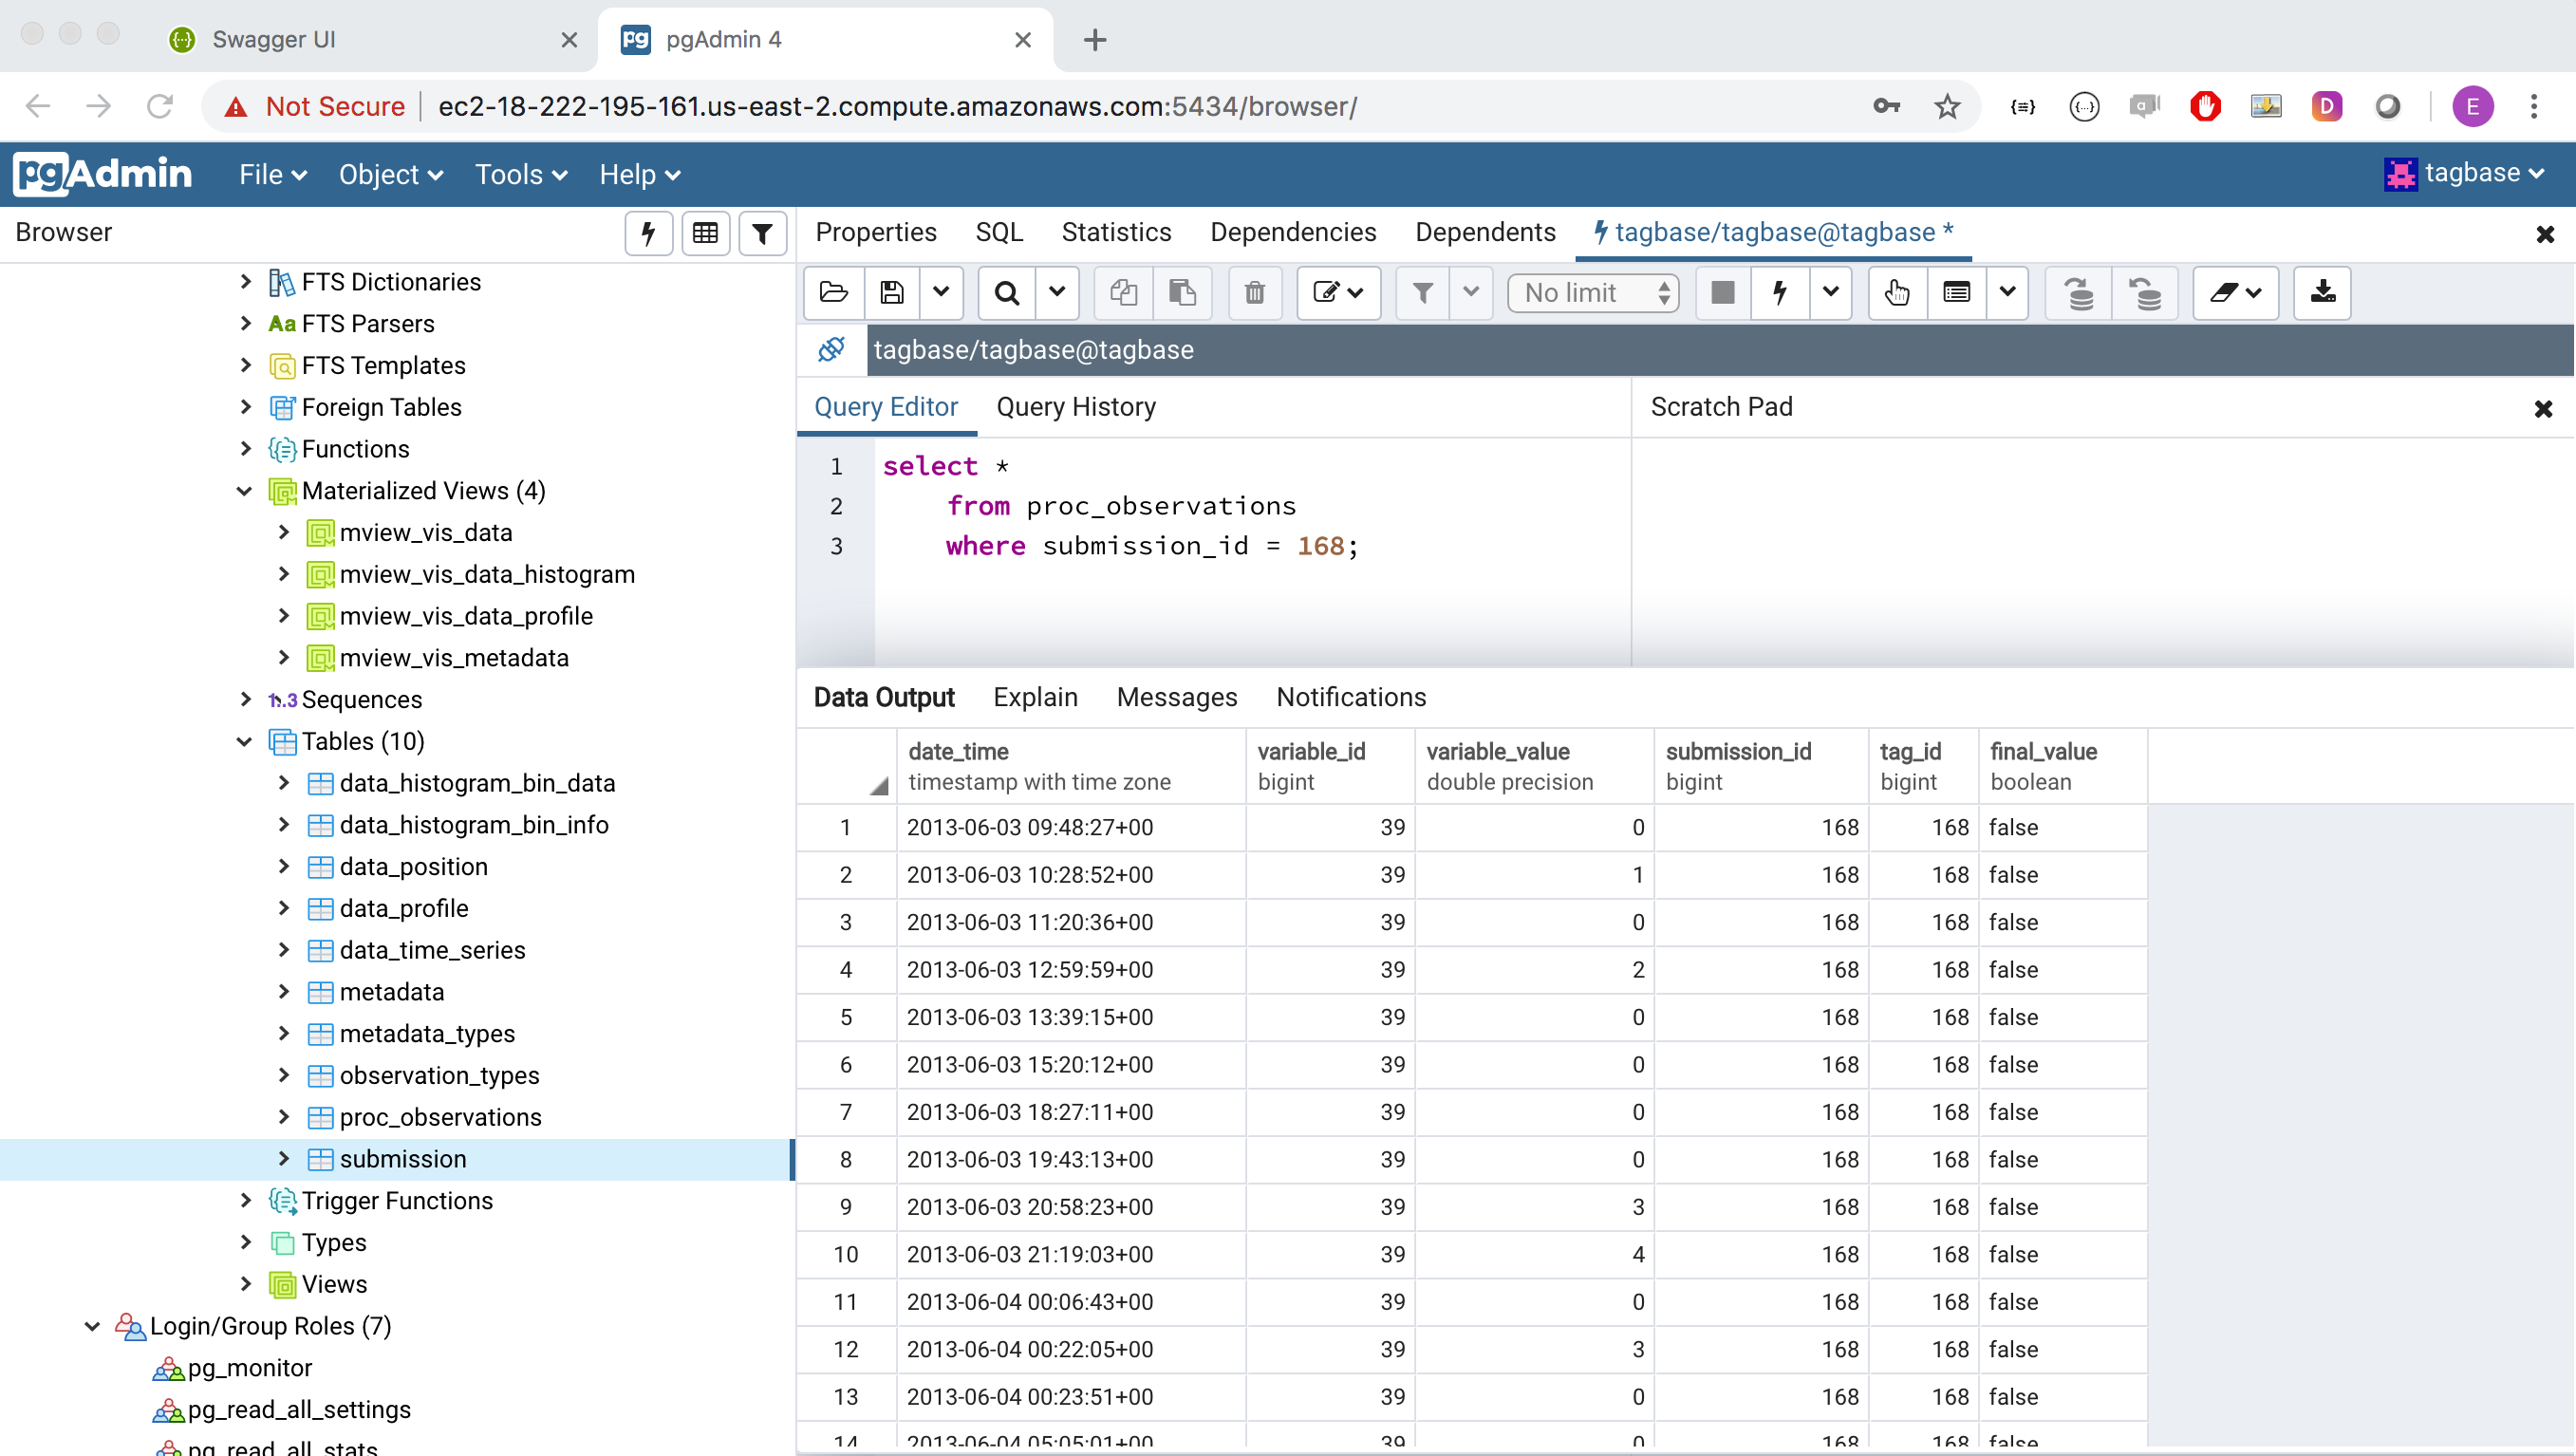 Swagger UI
pgAdmin 4
Not Secure
ec2-18-222-195-161.us-east-2.compute.amazonaws.com:5434/browser/
E
pgAdmin
File
Object
Tools
Help
tagbase
Browser
Properties
SQL
Statistics
Dependencies
Dependents
tagbase/tagbase@tagbase *
FTS Dictionaries
FTS Parsers
FTS Templates
Foreign Tables
Functions
Materialized Views (4)
mview_vis_data
mview_vis_data_histogram
mview_vis_data_profile
mview_vis_metadata
Sequences
Tables (10)
data_histogram_bin_data
data_histogram_bin_info
data_position
data_profile
data_time_series
metadata
metadata_types
observation_types
proc_observations
submission
Trigger Functions
Types
Views
Login/Group Roles (7)
pg_monitor
pg_read_all_settings
pg_read_all_stats
No limit
tagbase/tagbase@tagbase
Query Editor
Query History
Scratch Pad
1 select *
2 from proc_observations
3 where submission_id = 168;
Data Output
Explain
Messages
Notifications
date_time variable_id variable_value submission_id tag_id final_value
timestamp with time zone bigint double precision bigint bigint boolean
1 2013-06-03 09:48:27+00 39 0 168 168 false
2 2013-06-03 10:28:52+00 39 1 168 168 false
3 2013-06-03 11:20:36+00 39 0 168 168 false
4 2013-06-03 12:59:59+00 39 2 168 168 false
5 2013-06-03 13:39:15+00 39 0 168 168 false
6 2013-06-03 15:20:12+00 39 0 168 168 false
7 2013-06-03 18:27:11+00 39 0 168 168 false
8 2013-06-03 19:43:13+00 39 0 168 168 false
9 2013-06-03 20:58:23+00 39 3 168 168 false
10 2013-06-03 21:19:03+00 39 4 168 168 false
11 2013-06-04 00:06:43+00 39 0 168 168 false
12 2013-06-04 00:22:05+00 39 3 168 168 false
13 2013-06-04 00:23:51+00 39 0 168 168 false
14 2013-06-04 05:05:01+00 39 0 168 168 false